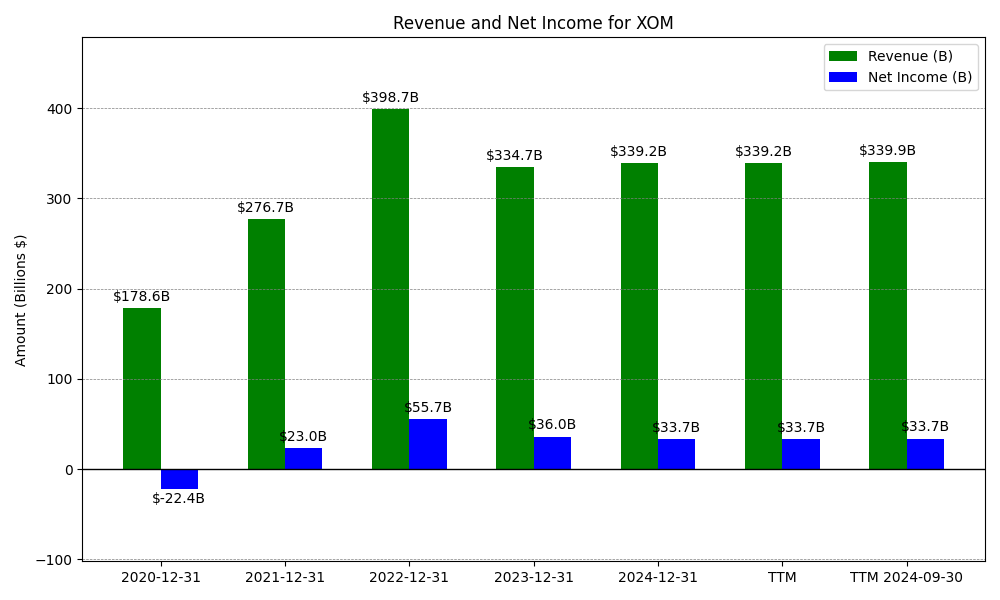 Revenue and Net Income for XOM
Revenue (B)
Net Income (B)
Amount (Billions $)
400
300
200
100
0
−100
$178.6B
$-22.4B
$276.7B
$23.0B
$398.7B
$55.7B
$334.7B
$36.0B
$339.2B
$33.7B
$339.2B
$33.7B
$339.9B
$33.7B
2020-12-31
2021-12-31
2022-12-31
2023-12-31
2024-12-31
TTM
TTM 2024-09-30